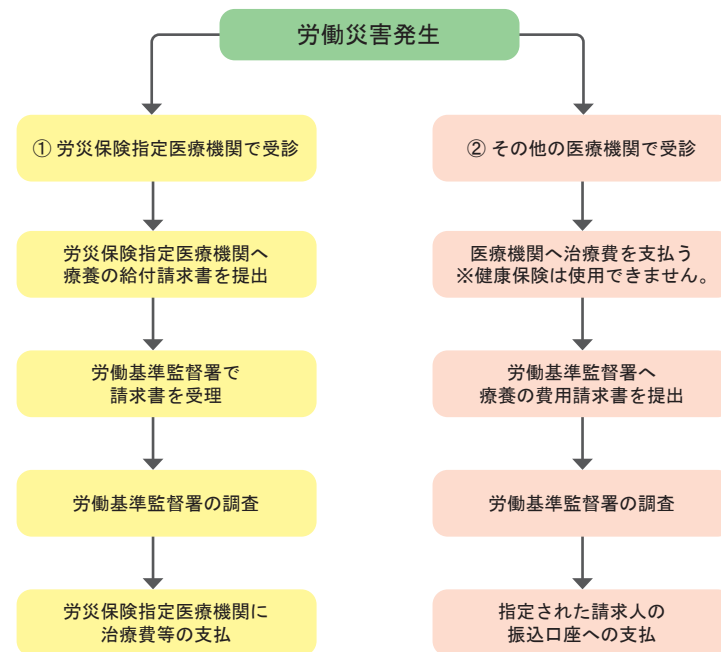 労働災害発生
① 労災保険指定医療機関で受診
労災保険指定医療機関へ
療養の給付請求書を提出
労働基準監督署で
請求書を受理
労働基準監督署の調査
労災保険指定医療機関に
治療費等の支払
② その他の医療機関で受診
医療機関へ治療費を支払う
※健康保険は使用できません。
労働基準監督署へ
療養の費用請求書を提出
労働基準監督署の調査
指定された請求人の
振込口座への支払